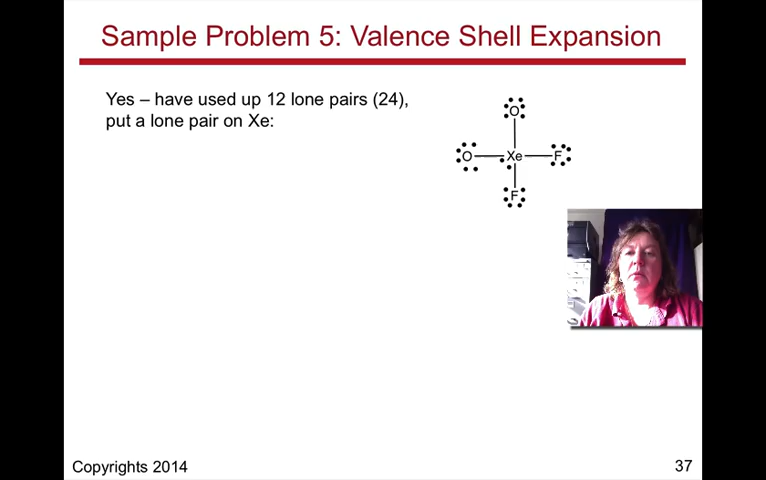 Sample Problem 5: Valence Shell Expansion
Yes – have used up 12 lone pairs (24),
put a lone pair on Xe:
O
O Xe F
F
Copyrights 2014
37